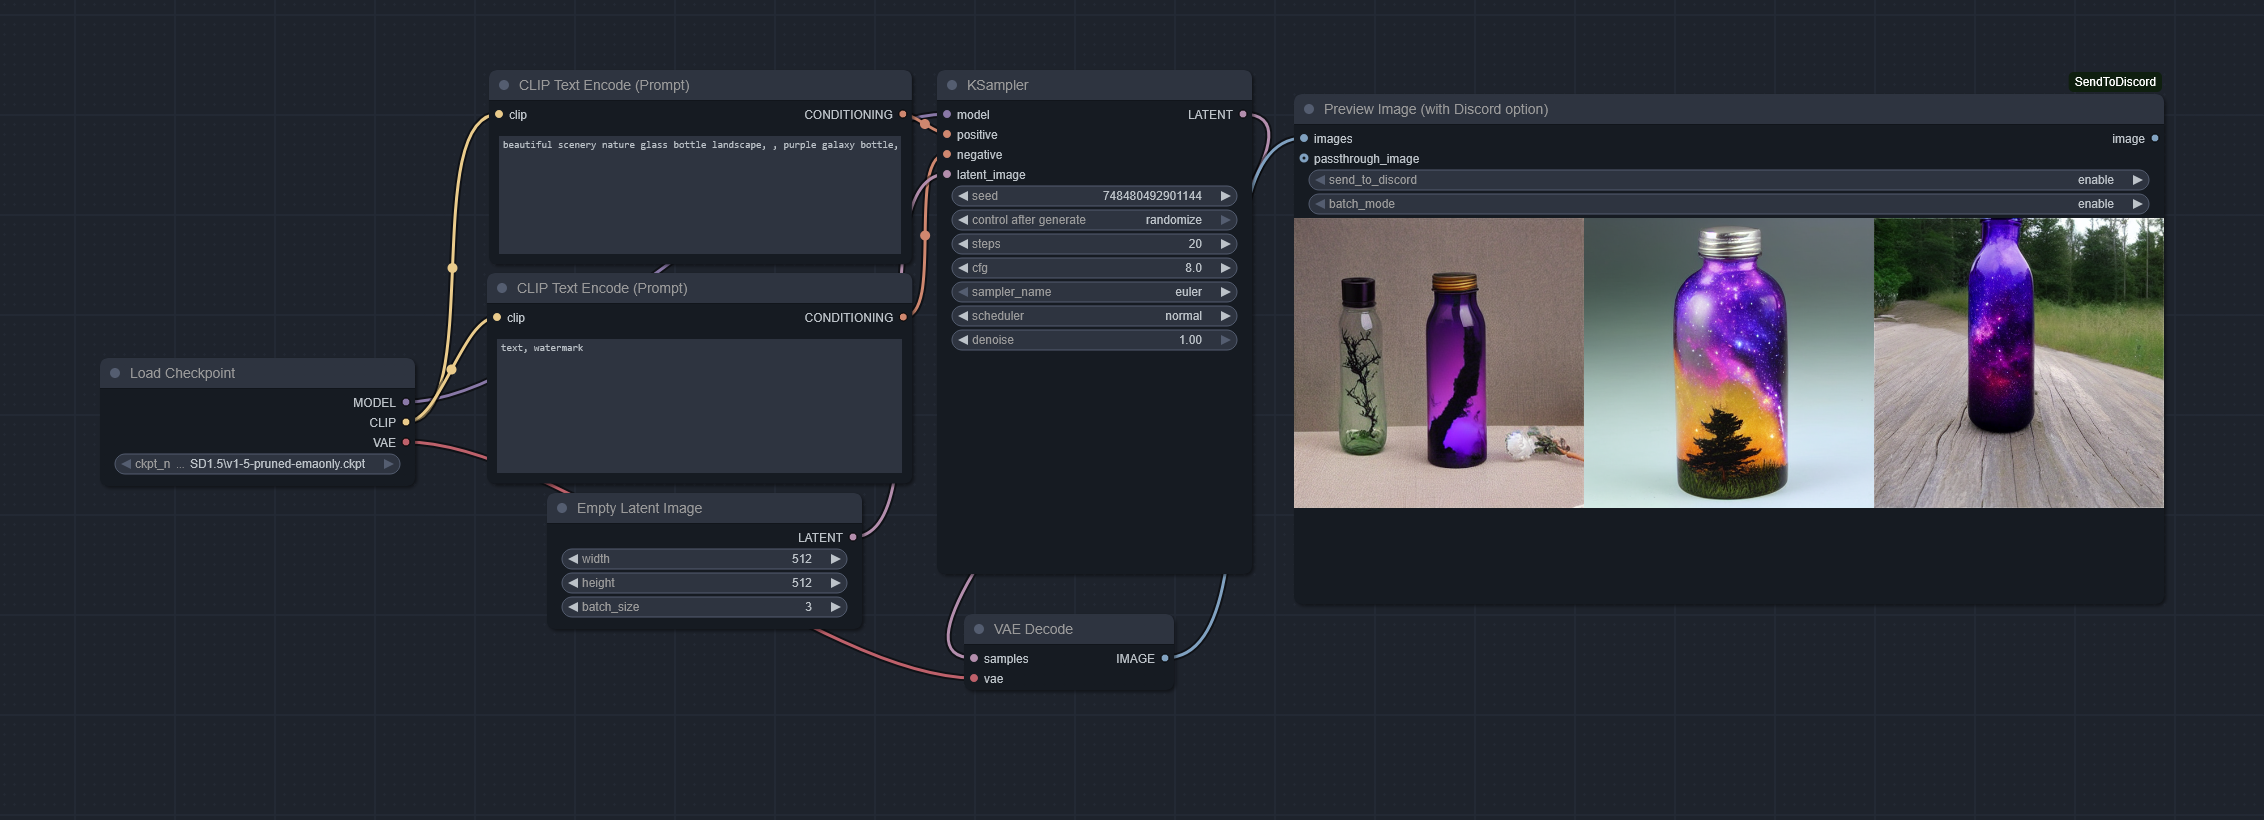 CLIP Text Encode (Prompt)
clip
CONDITIONING
beautiful scenery nature glass bottle landscape, , purple galaxy bottle,
CLIP Text Encode (Prompt)
clip
CONDITIONING
text, watermark
Load Checkpoint
MODEL
CLIP
VAE
ckpt_n ... SD1.5\v1-5-pruned-emaonly.ckpt
Empty Latent Image
LATENT
width 512
height 512
batch_size 3
KSampler
model
LATENT
positive
negative
latent_image
seed 748480492901144
control after generate randomize
steps 20
cfg 8.0
sampler_name euler
scheduler normal
denoise 1.00
VAE Decode
samples
IMAGE
vae
SendToDiscord
Preview Image (with Discord option)
images
image
passthrough_image
send_to_discord enable
batch_mode enable